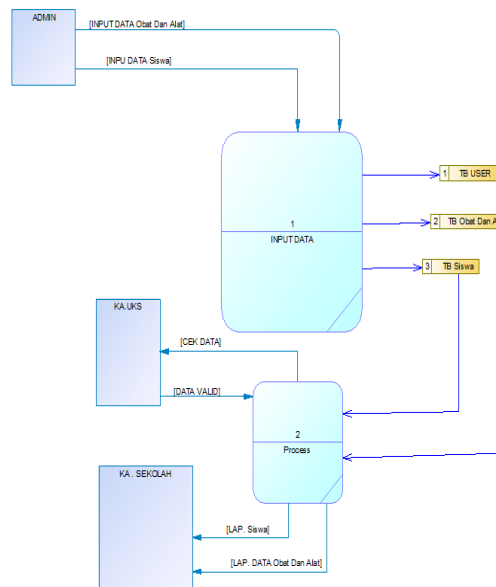 ADMIN
[INPUT DATA Obat Dan Alat]
[INPU DATA Siswa]
1
INPUT DATA
1 TB USER
2 TB Obat Dan A
3 TB Siswa
KA.UKS
[CEK DATA]
[DATA VALID]
2
Process
KA . SEKOLAH
[LAP. Siswa]
[LAP. DATA Obat Dan Alat]